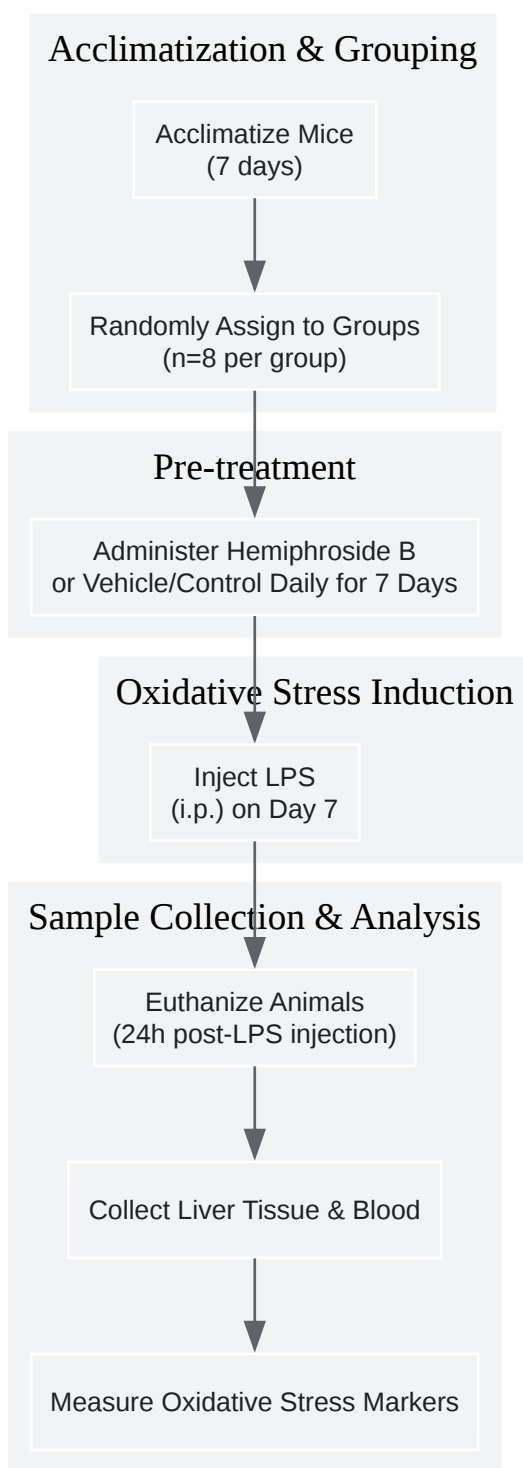 Acclimatization & Grouping
Acclimatize Mice
(7 days)
Randomly Assign to Groups
(n=8 per group)
Pre-treatment
Administer Hemiphroside B
or Vehicle/Control Daily for 7 Days
Oxidative Stress Induction
Inject LPS
(i.p.) on Day 7
Sample Collection & Analysis
Euthanize Animals
(24h post-LPS injection)
Collect Liver Tissue & Blood
Measure Oxidative Stress Markers